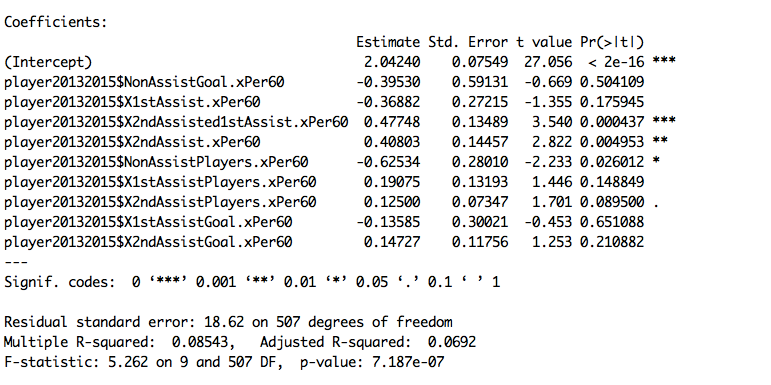 Coefficients:
Estimate Std. Error t value Pr(>|t|)
(Intercept) 2.04240 0.07549 27.056 < 2e-16 ***
player20132015$NonAssistGoal.xPer60 -0.39530 0.59131 -0.669 0.504109
player20132015$X1stAssist.xPer60 -0.36882 0.27215 -1.355 0.175945
player20132015$X2ndAssisted1stAssist.xPer60 0.47748 0.13489 3.540 0.000437 ***
player20132015$X2ndAssist.xPer60 0.40803 0.14457 2.822 0.004953 **
player20132015$NonAssistPlayers.xPer60 -0.62534 0.28010 -2.233 0.026012 *
player20132015$X1stAssistPlayers.xPer60 0.19075 0.13193 1.446 0.148849
player20132015$X2ndAssistPlayers.xPer60 0.12500 0.07347 1.701 0.089500 .
player20132015$X1stAssistGoal.xPer60 -0.13585 0.30021 -0.453 0.651088
player20132015$X2ndAssistGoal.xPer60 0.14727 0.11756 1.253 0.210882
---
Signif. codes: 0 ‘***’ 0.001 ‘**’ 0.01 ‘*’ 0.05 ‘.’ 0.1 ‘ ’ 1
Residual standard error: 18.62 on 507 degrees of freedom
Multiple R-squared: 0.08543, Adjusted R-squared: 0.0692
F-statistic: 5.262 on 9 and 507 DF, p-value: 7.187e-07